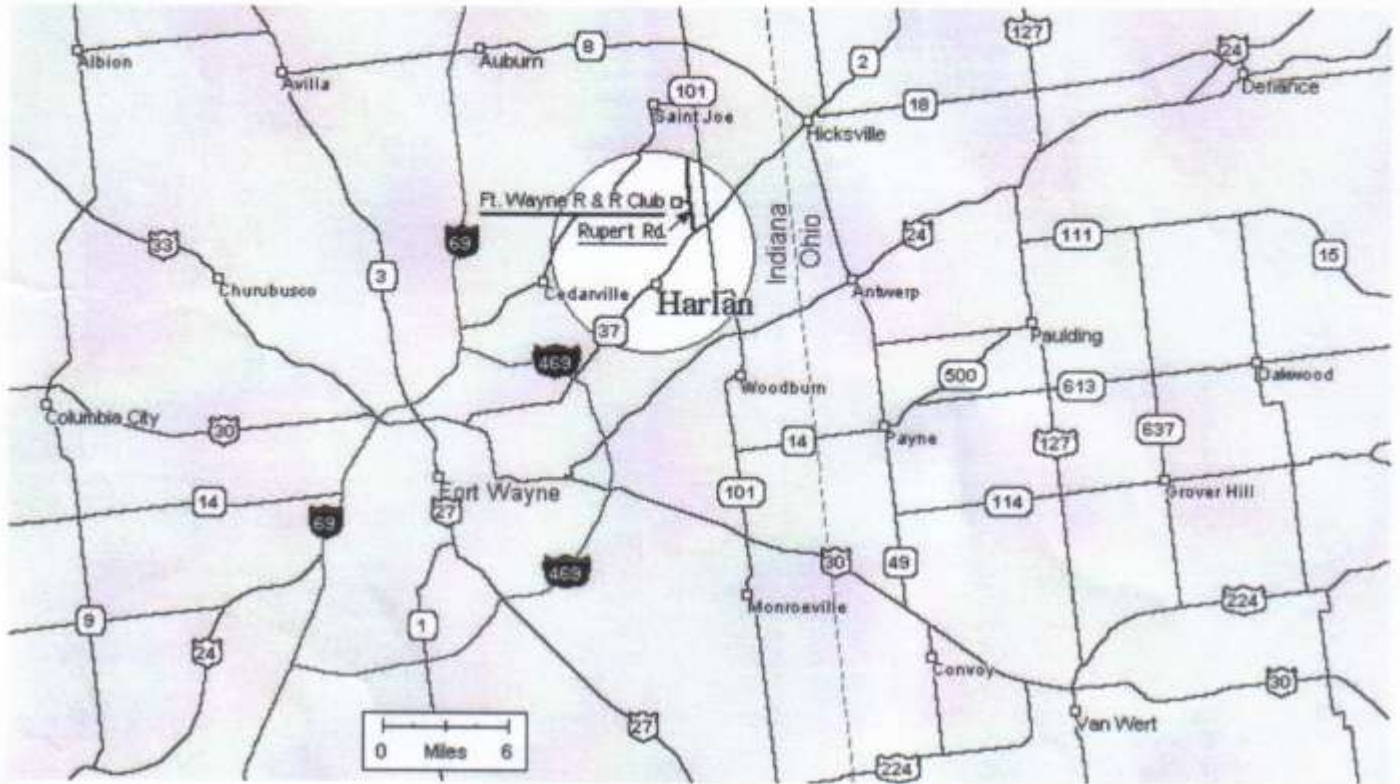 127
24
Albion
Auburn
8
2
Avilla
Defiance
101
18
Saint Joe
Hicksville
Ft. Wayne R & R Club
Rupert Rd.
Indiana
Ohio
33
69
24
111
15
3
Churubusco
Cedarville
Antwerp
Harlan
37
Paulding
469
500
613
Oakwood
Woodburn
Columbia City
30
14
Payne
127
637
Fort Wayne
101
114
Grover Hill
14
69
27
469
30
49
Monroeville
224
9
1
24
Convoy
30
27
Van Wert
0 Miles 6
224